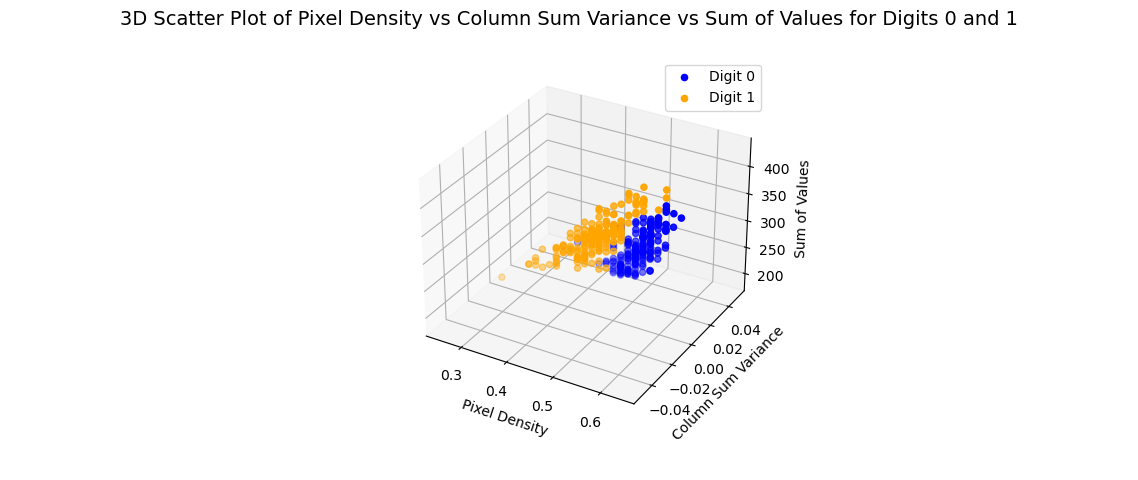 3D Scatter Plot of Pixel Density vs Column Sum Variance vs Sum of Values for Digits 0 and 1
Digit 0
Digit 1
400
350
300
250
200
Sum of Values
0.04
0.02
0.00
−0.02
−0.04
Column Sum Variance
0.3
0.4
0.5
0.6
Pixel Density